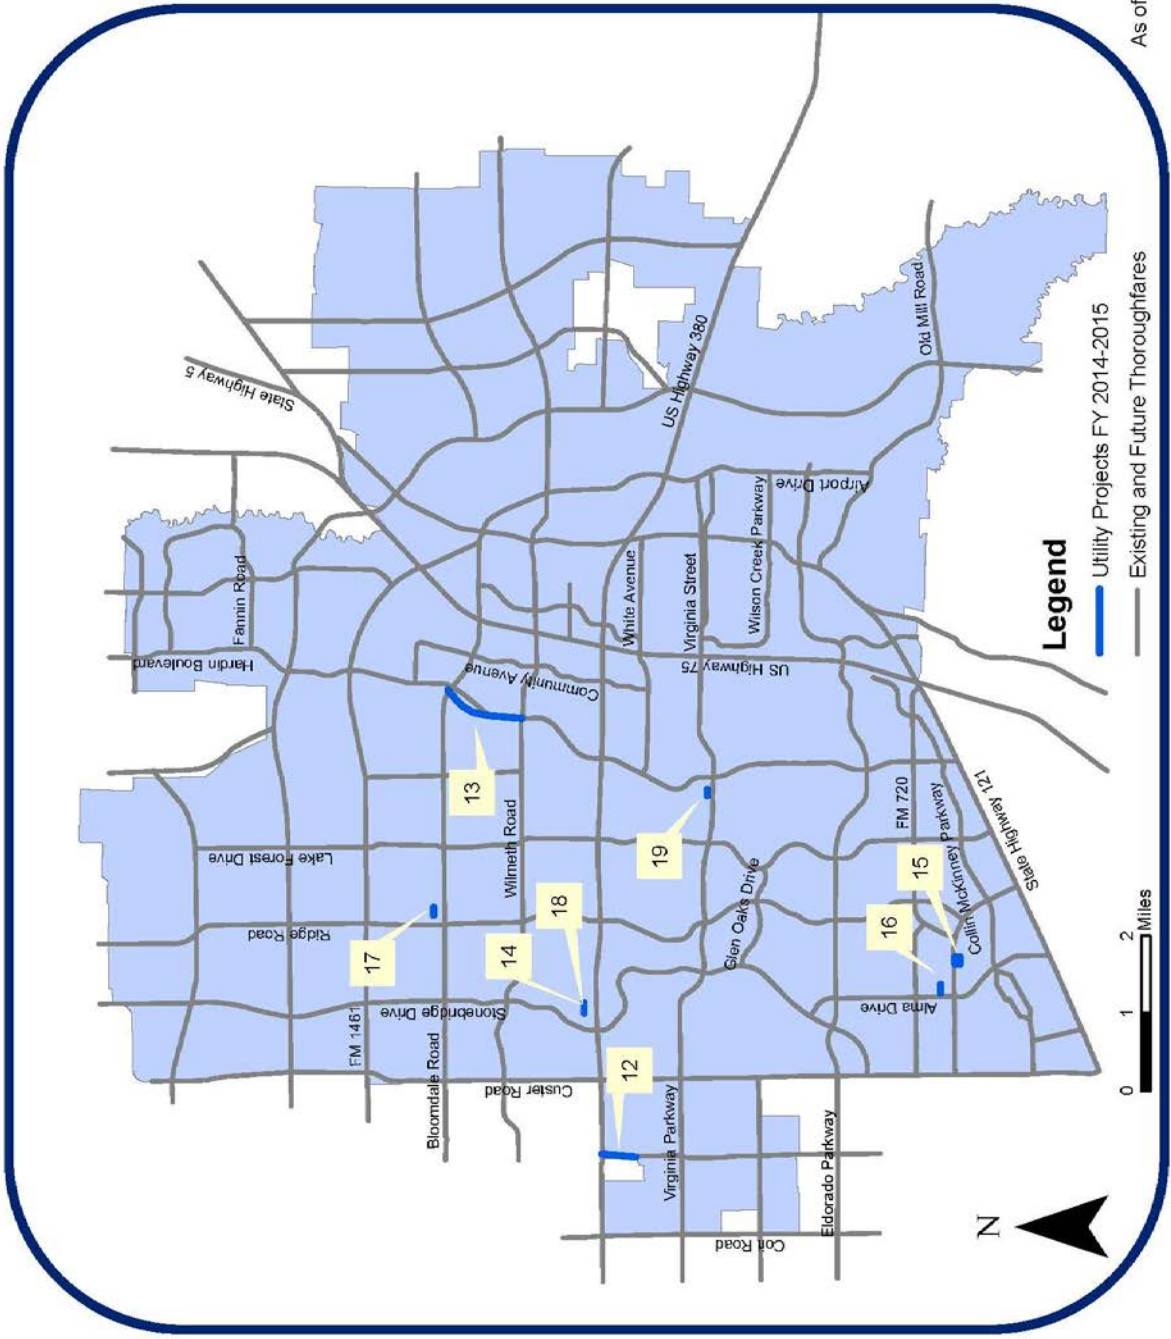 As of
State Highway 5
Fannin Road
Hardin Boulevard
Community Avenue
US Highway 380
Old Mill Road
White Avenue
Virginia Street
Wilson Creek Parkway
Airport Drive
US Highway 75
13
Wilmeth Road
Lake Forest Drive
Ridge Road
17
14
18
19
Glen Oaks Drive
FM 720
15
16
Collin McKinney Parkway
State Highway 121
Alma Drive
Stonebridge Drive
FM 1461
Bloomdale Road
Custer Road
12
Virginia Parkway
Eldorado Parkway
Coit Road
Legend
Utility Projects FY 2014-2015
Existing and Future Thoroughfares
0 1 2
Miles
N